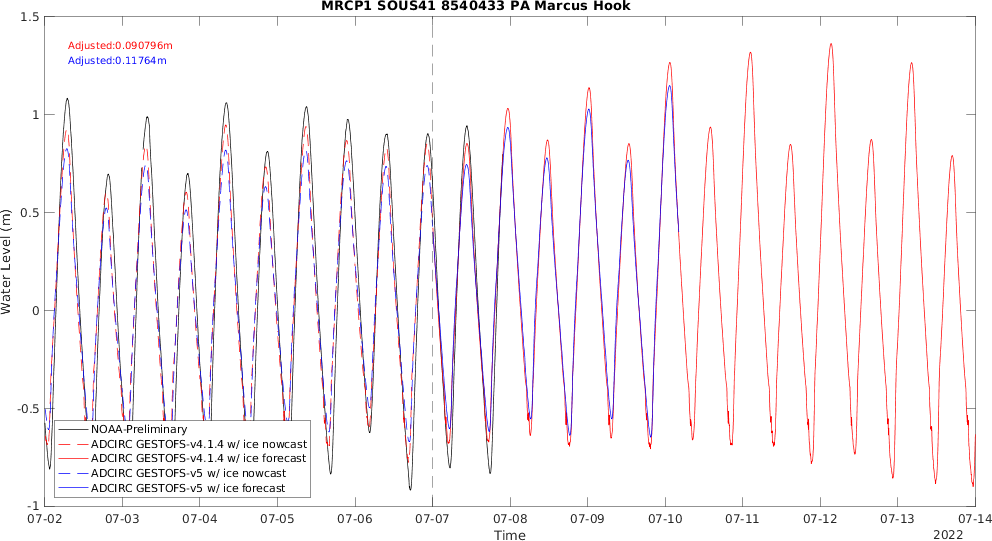 MRCP1 SOUS41 8540433 PA Marcus Hook
1.5
Adjusted:0.090796m
Adjusted:0.11764m
1
0.5
Water Level (m)
0
-0.5
NOAA-Preliminary
ADCIRC GESTOFS-v4.1.4 w/ ice nowcast
ADCIRC GESTOFS-v4.1.4 w/ ice forecast
ADCIRC GESTOFS-v5 w/ ice nowcast
ADCIRC GESTOFS-v5 w/ ice forecast
-1
07-02 07-03 07-04 07-05 07-06 07-07 07-08 07-09 07-10 07-11 07-12 07-13 07-14
Time
2022